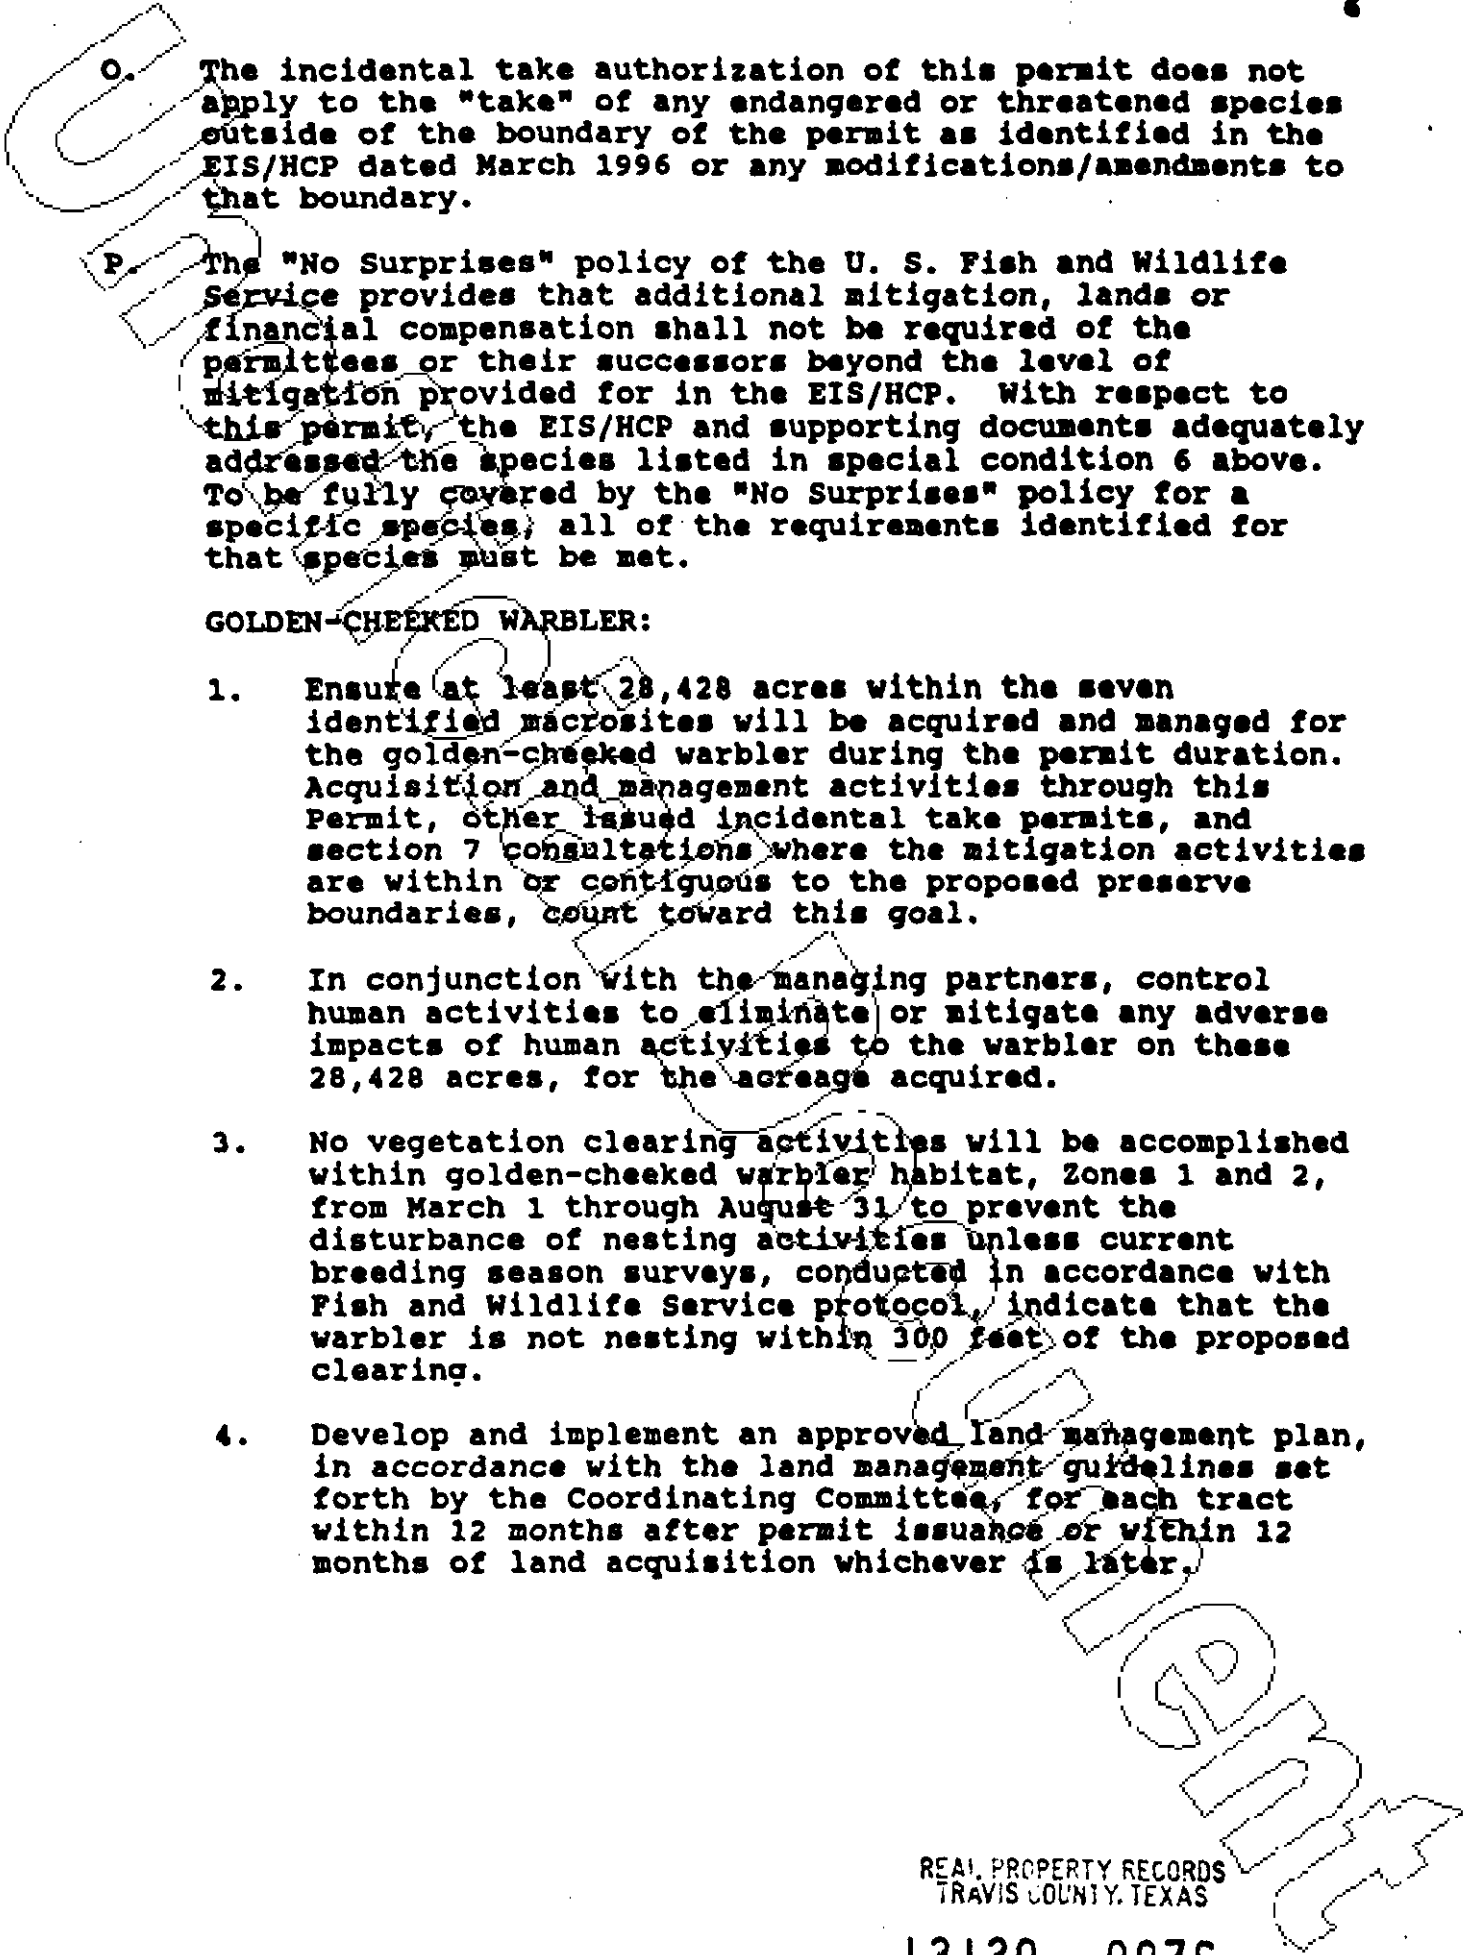 6
O. The incidental take authorization of this permit does not
apply to the "take" of any endangered or threatened species
outside of the boundary of the permit as identified in the
EIS/HCP dated March 1996 or any modifications/amendments to
that boundary.
P. The "No Surprises" policy of the U. S. Fish and Wildlife
Service provides that additional mitigation, lands or
financial compensation shall not be required of the
permittees or their successors beyond the level of
mitigation provided for in the EIS/HCP. With respect to
this permit, the EIS/HCP and supporting documents adequately
addressed the species listed in special condition 6 above.
To be fully covered by the "No Surprises" policy for a
specific species, all of the requirements identified for
that species must be met.
GOLDEN-CHEEKED WARBLER:
1. Ensure at least 28,428 acres within the seven
identified macrosites will be acquired and managed for
the golden-cheeked warbler during the permit duration.
Acquisition and management activities through this
Permit, other issued incidental take permits, and
section 7 consultations where the mitigation activities
are within or contiguous to the proposed preserve
boundaries, count toward this goal.
2. In conjunction with the managing partners, control
human activities to eliminate or mitigate any adverse
impacts of human activities to the warbler on these
28,428 acres, for the acreage acquired.
3. No vegetation clearing activities will be accomplished
within golden-cheeked warbler habitat, Zones 1 and 2,
from March 1 through August 31 to prevent the
disturbance of nesting activities unless current
breeding season surveys, conducted in accordance with
Fish and Wildlife Service protocol, indicate that the
warbler is not nesting within 300 feet of the proposed
clearing.
4. Develop and implement an approved land management plan,
in accordance with the land management guidelines set
forth by the Coordinating Committee, for each tract
within 12 months after permit issuance or within 12
months of land acquisition whichever is later.
Unofficial Document
REAL PROPERTY RECORDS
TRAVIS COUNTY, TEXAS